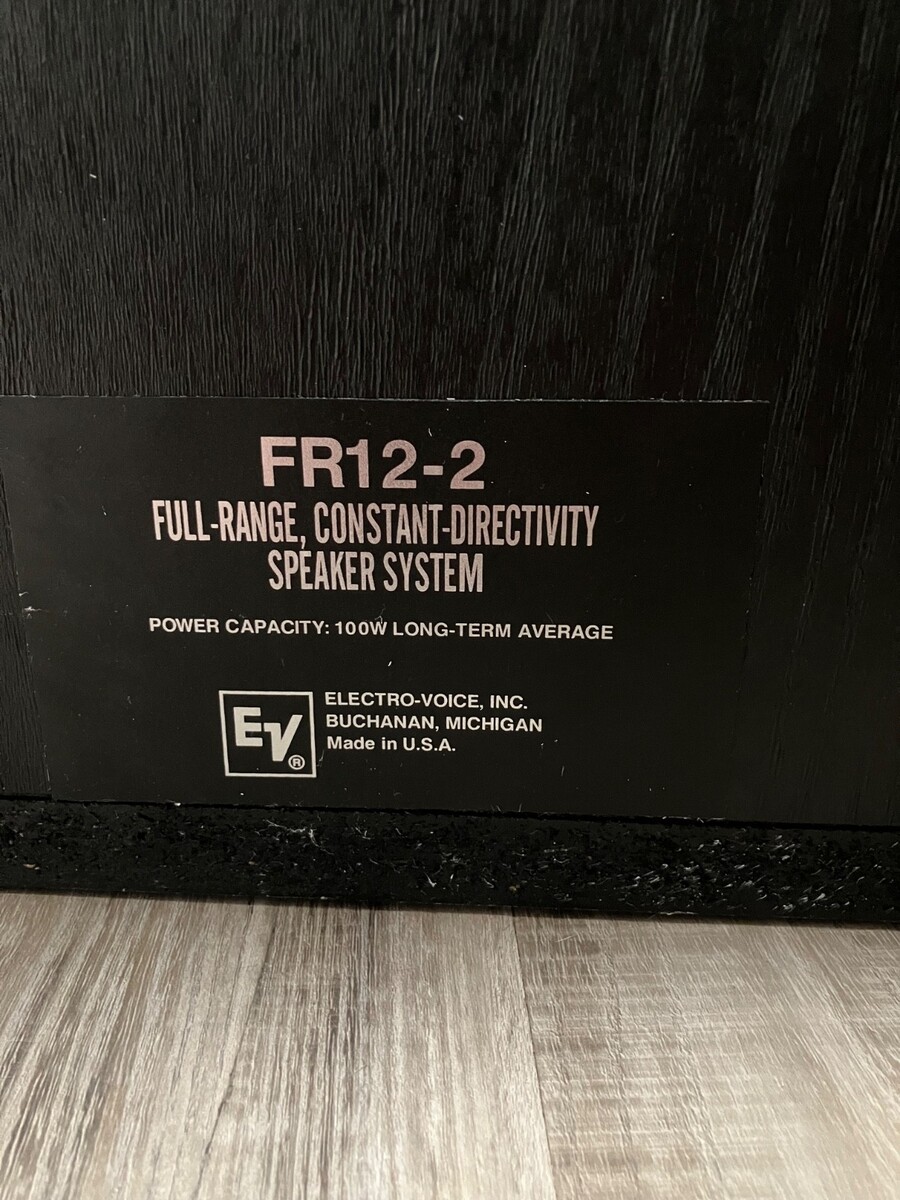 FR12-2
FULL-RANGE, CONSTANT-DIRECTIVITY
SPEAKER SYSTEM
POWER CAPACITY: 100W LONG-TERM AVERAGE
EV®
ELECTRO-VOICE, INC.
BUCHANAN, MICHIGAN
Made in U.S.A.